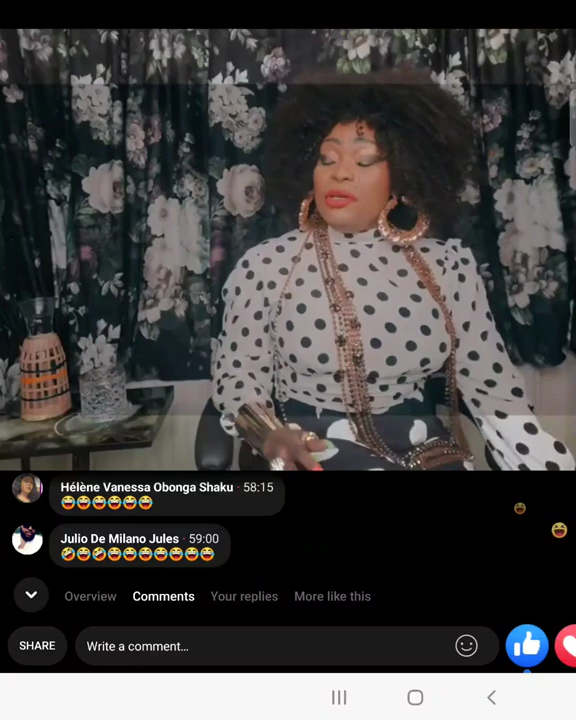 Hélène Vanessa Obonga Shaku · 58:15
😂😂😂😂😂😂
Julio De Milano Jules · 59:00
🤣😂🤣😂😂😂😂😂😂😂
Overview Comments Your replies More like this
SHARE Write a comment…